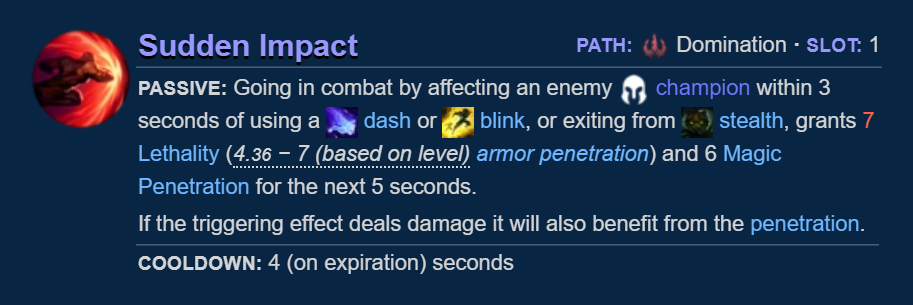 Sudden Impact PATH: Domination · SLOT: 1
PASSIVE: Going in combat by affecting an enemy champion within 3
seconds of using a dash or blink, or exiting from stealth, grants 7
Lethality (4.36 − 7 (based on level) armor penetration) and 6 Magic
Penetration for the next 5 seconds.
If the triggering effect deals damage it will also benefit from the penetration.
COOLDOWN: 4 (on expiration) seconds